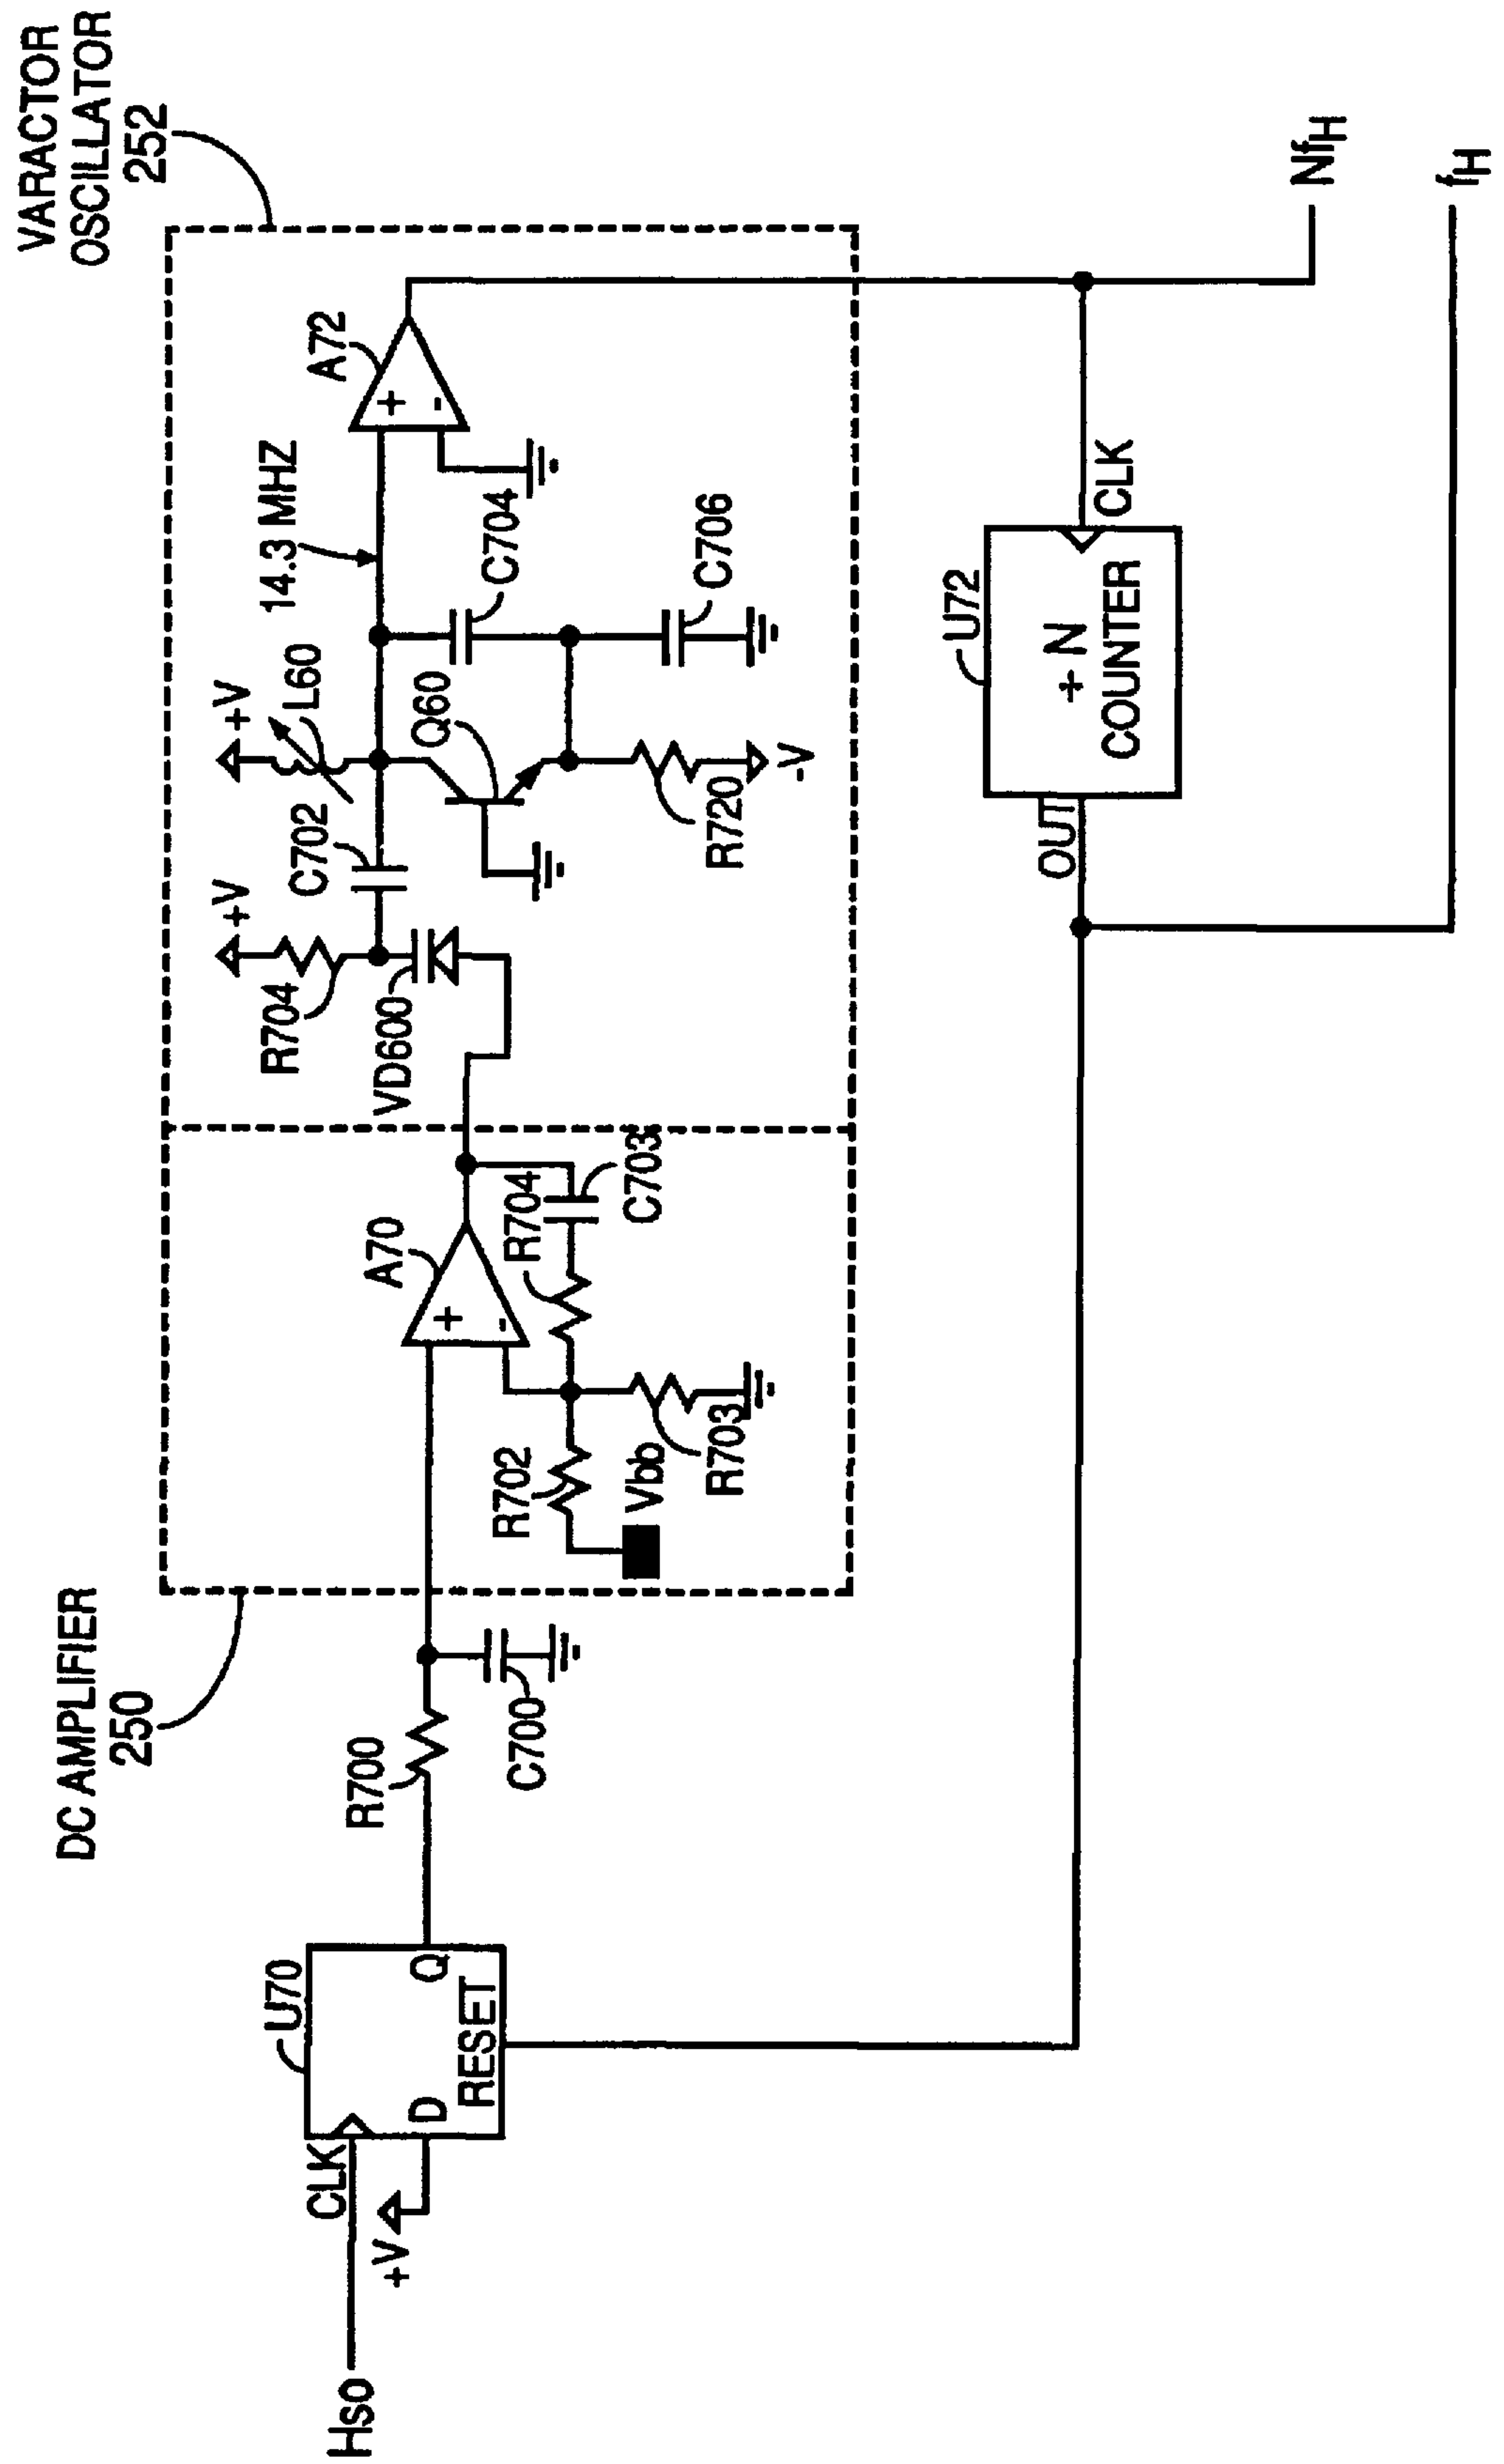 VARACTOR
OSCILLATOR
252
DC AMPLIFIER
250
+V
+V
L60
14.3 MHZ
A72
+
-
R704
C702
Q60
C704
VD600
R720
C706
-V
A70
+
-
R704
C703
R702
Vbb
R703
R700
C700
U70
CLK
D
Q
RESET
Hso
+V
U72
÷ N
COUNTER
OUT
CLK
NfH
fH